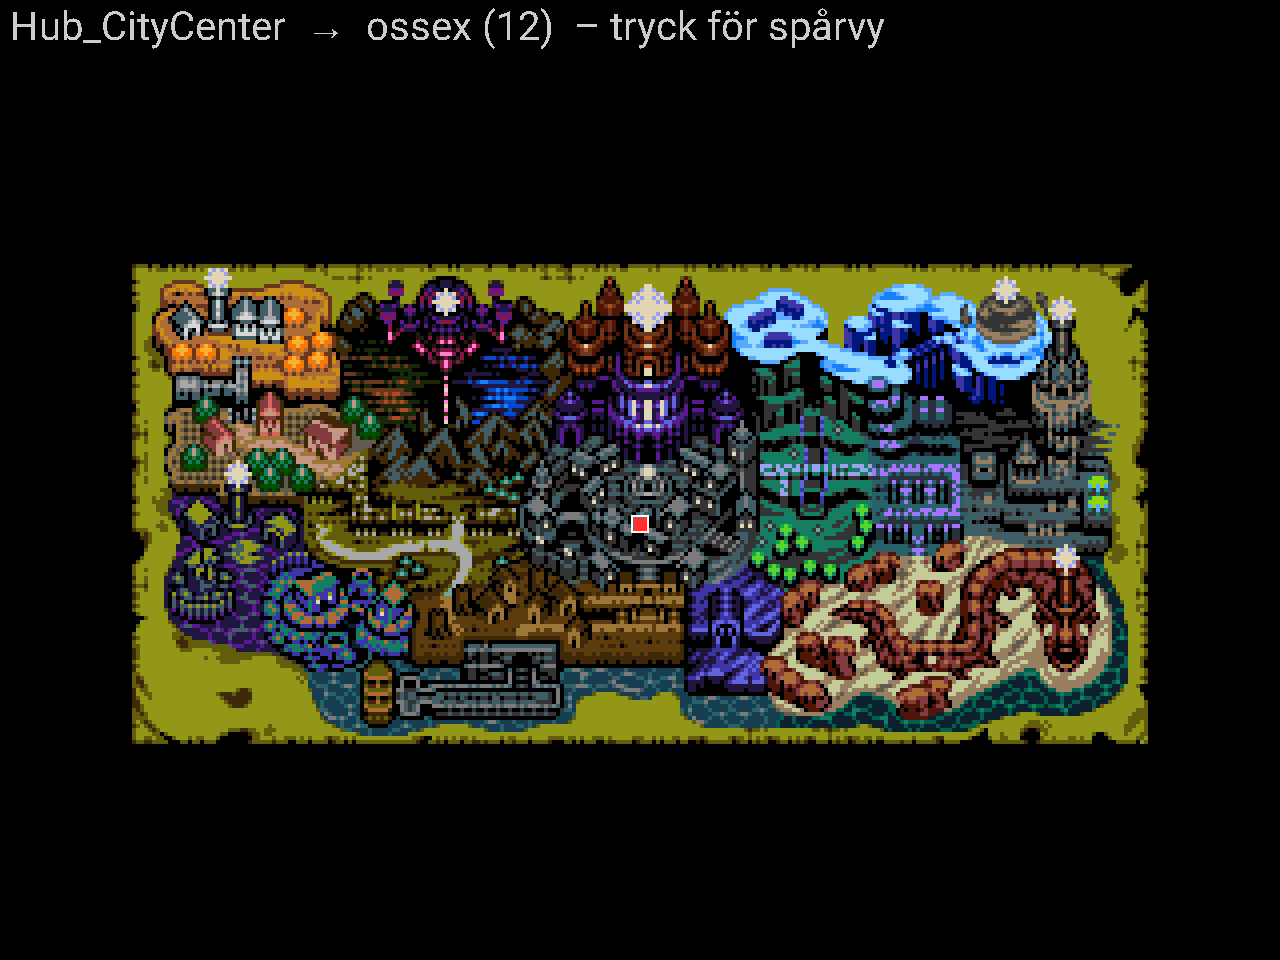 Hub_CityCenter → ossex (12) – tryck för spårvy